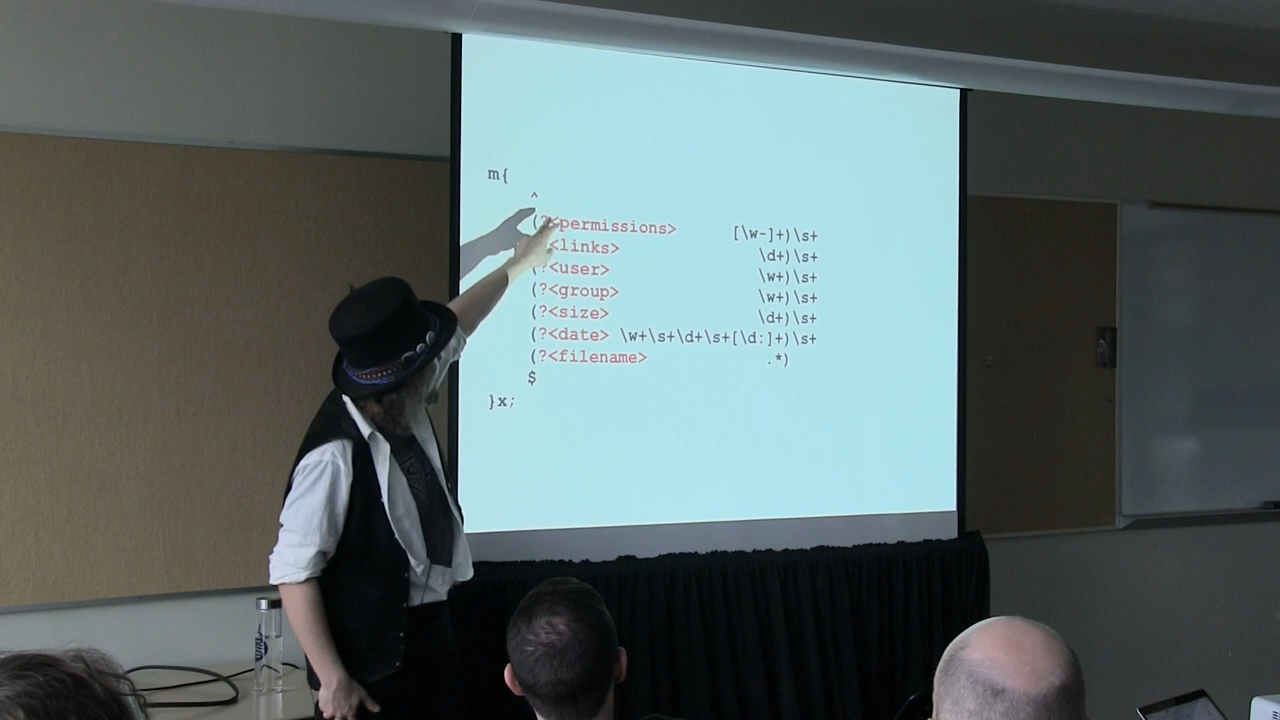 m{
^
(?<permissions> [\w-]+)\s+
<links> \d+)\s+
(?<user> \w+)\s+
(?<group> \w+)\s+
(?<size> \d+)\s+
(?<date> \w+\s+\d+\s+[\d:]+)\s+
(?<filename> .*)
$
}x;